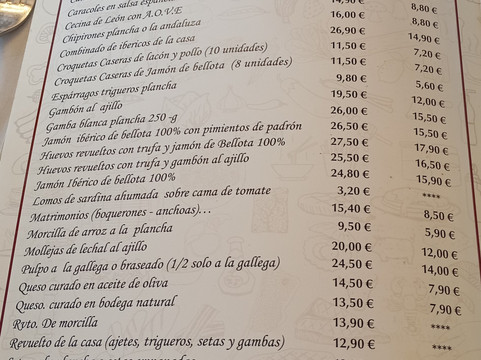 Caracoles en salsa
Cecina de León con A.O.V.E 14,90 € 8,80 €
Chipirones plancha o la andaluza 16,00 € 8,80 €
Combinado de ibericos de la casa 26,90 € 14,90 €
Croquetas Caseras de lacón y pollo (10 unidades) 11,50 € 7,20 €
Croquetas Caseras de Jamón de bellota (8 unidades) 11,50 € 7,20 €
Espárragos trigueros plancha 9,80 € 5,60 €
Gambón al ajillo 19,50 € 12,00 €
Gamba blanca plancha 250 g 26,00 € 15,50 €
Jamón ibérico de bellota 100% con pimientos de padrón 26,50 € 15,50 €
Huevos revueltos con trufa y jamón de Bellota 100% 27,50 € 17,90 €
Huevos revueltos con trufa y gambón al ajillo 25,50 € 16,50 €
Jamón Ibérico de bellota 100% 24,80 € 15,90 €
Lomos de sardina ahumada sobre cama de tomate 3,20 € ****
Matrimonios (boquerones - anchoas)… 15,40 € 8,50 €
Morcilla de arroz a la plancha 9,50 € 5,90 €
Mollejas de lechal al ajillo 20,00 € 12,00 €
Pulpo a la gallega o braseado (1/2 solo a la gallega) 24,50 € 14,00 €
Queso curado en aceite de oliva 14,50 € 7,90 €
Queso. curado en bodega natural 13,50 € 7,90 €
Rvto. De morcilla 13,90 € ****
Revuelto de la casa (ajetes, trigueros, setas y gambas) 12,90 € ****